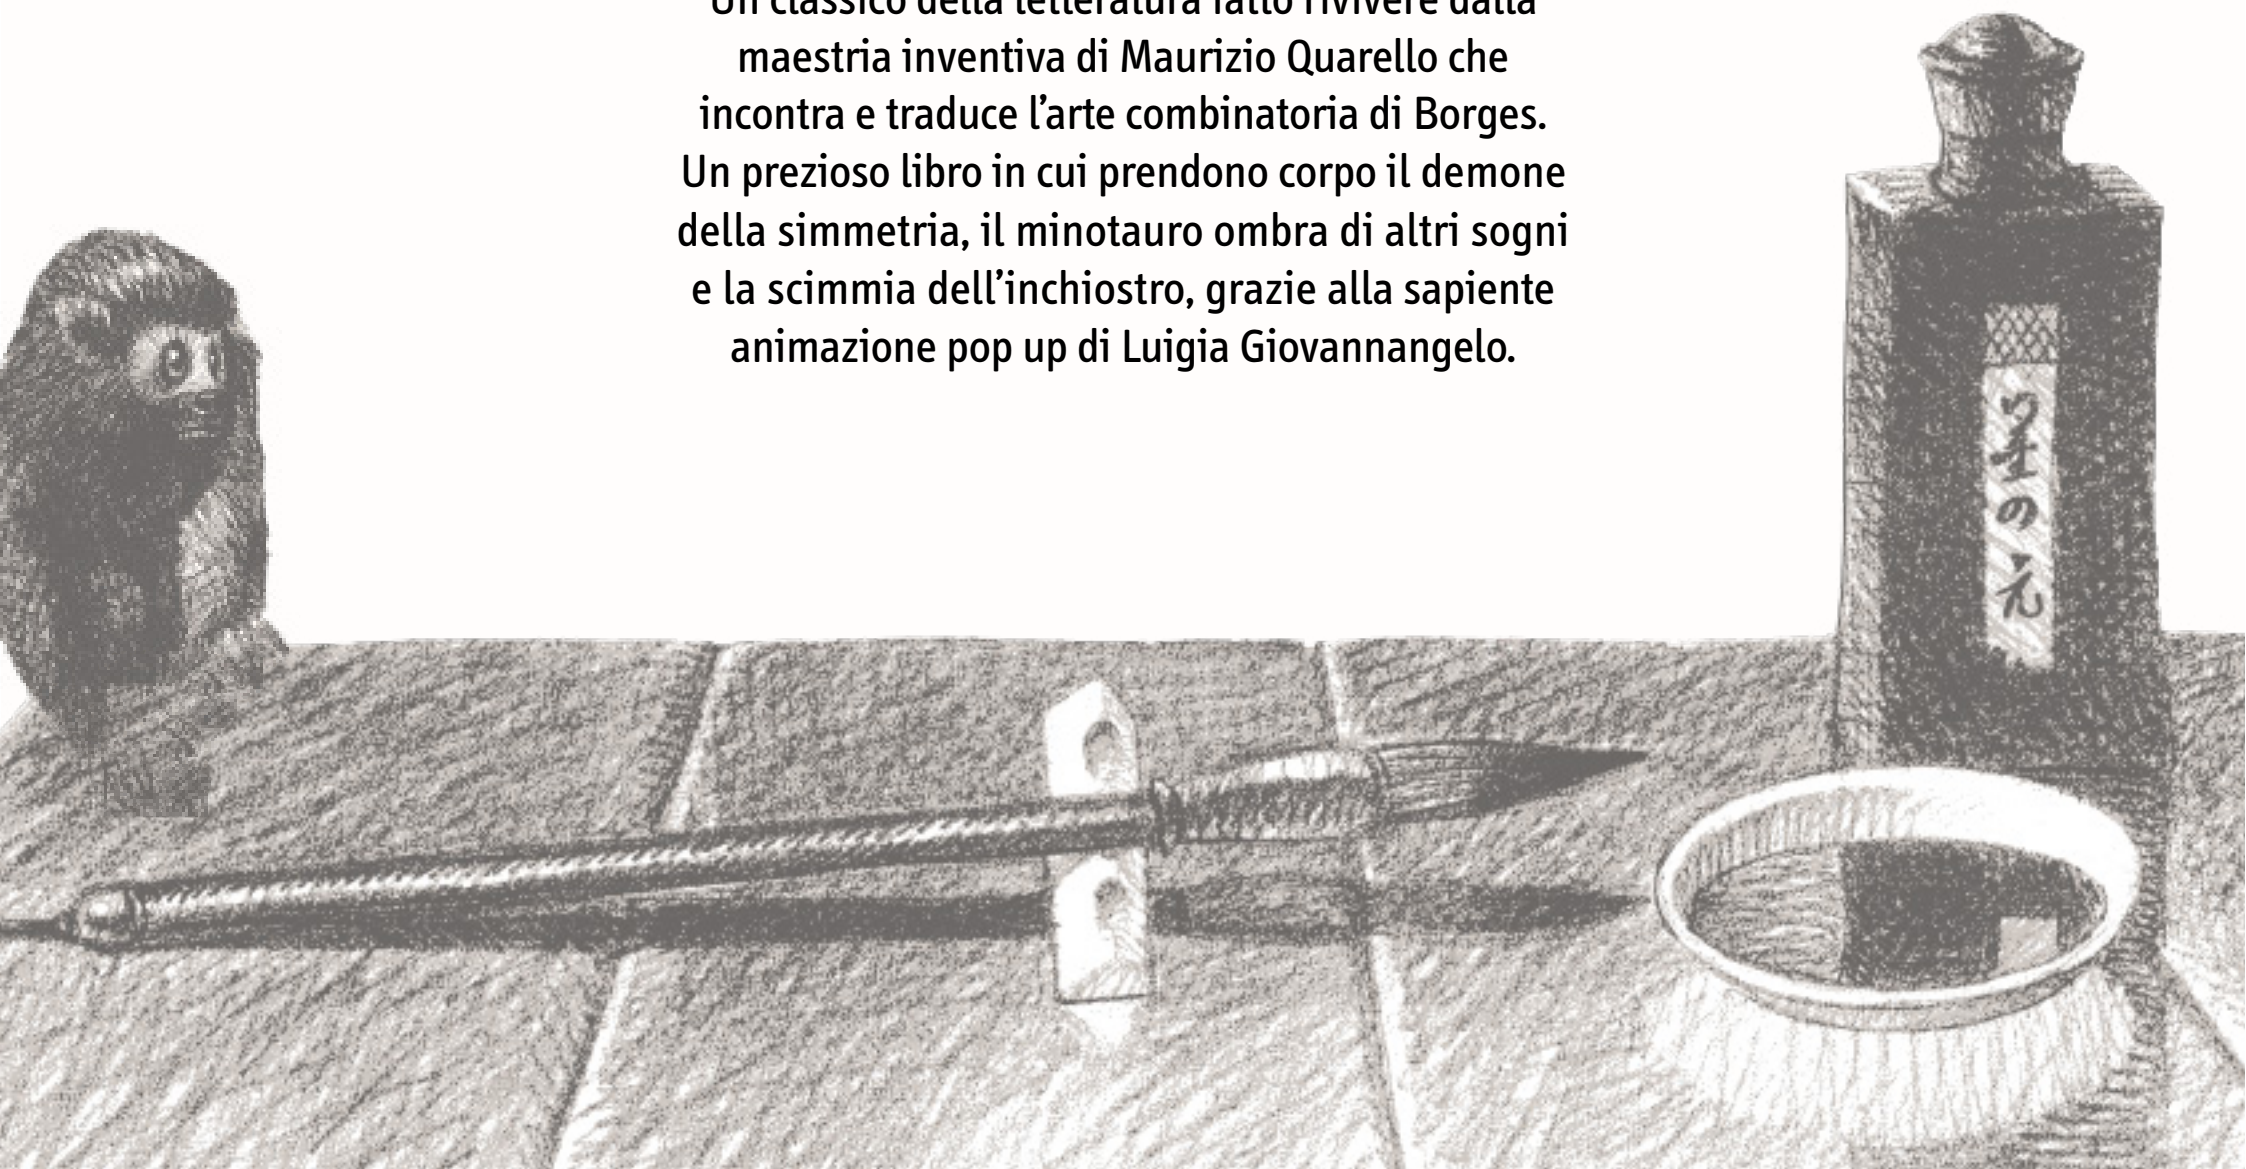 Un classico della letteratura fatto rivivere dalla
maestria inventiva di Maurizio Quarello che
incontra e traduce l’arte combinatoria di Borges.
Un prezioso libro in cui prendono corpo il demone
della simmetria, il minotauro ombra di altri sogni
e la scimmia dell’inchiostro, grazie alla sapiente
animazione pop up di Luigia Giovannangelo.